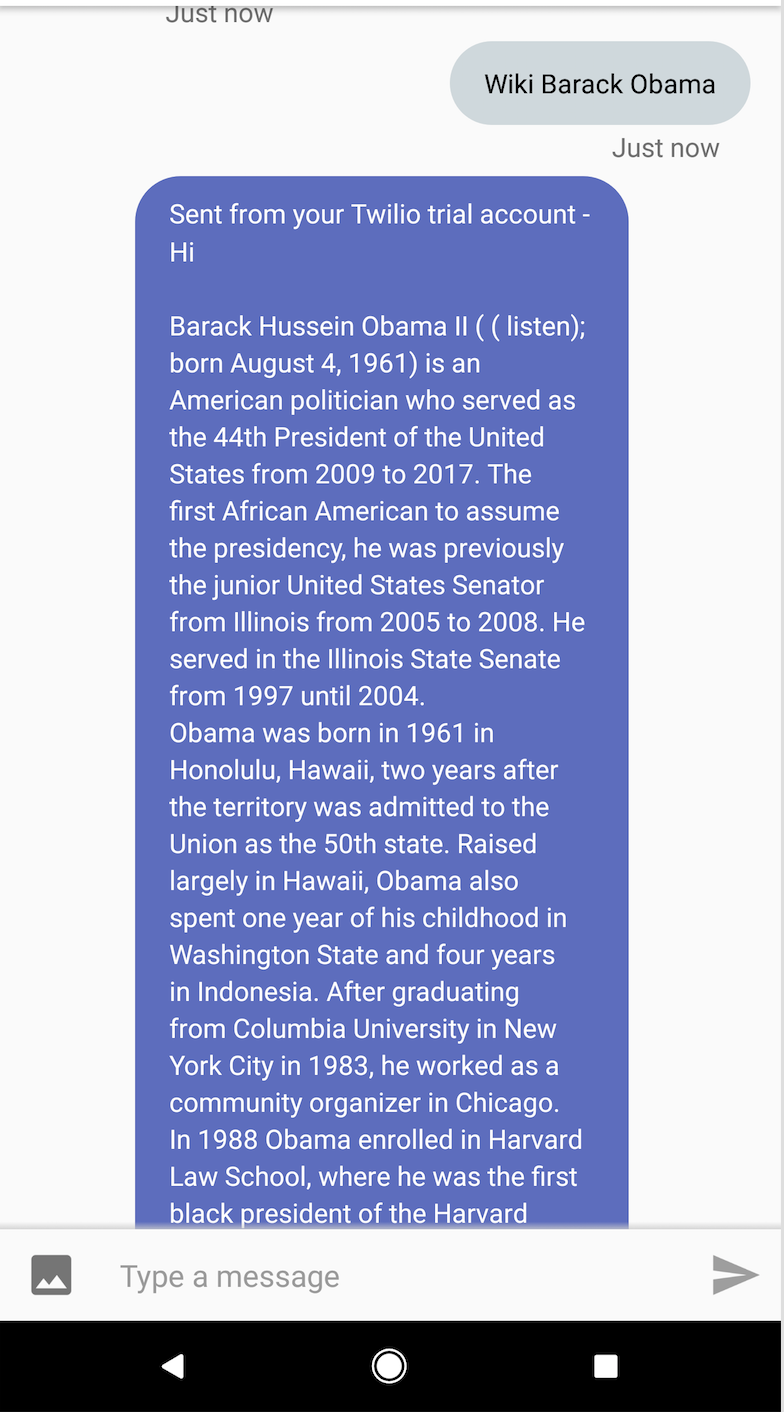 Just now
Wiki Barack Obama
Just now
Sent from your Twilio trial account -
Hi
Barack Hussein Obama II ( ( listen);
born August 4, 1961) is an
American politician who served as
the 44th President of the United
States from 2009 to 2017. The
first African American to assume
the presidency, he was previously
the junior United States Senator
from Illinois from 2005 to 2008. He
served in the Illinois State Senate
from 1997 until 2004.
Obama was born in 1961 in
Honolulu, Hawaii, two years after
the territory was admitted to the
Union as the 50th state. Raised
largely in Hawaii, Obama also
spent one year of his childhood in
Washington State and four years
in Indonesia. After graduating
from Columbia University in New
York City in 1983, he worked as a
community organizer in Chicago.
In 1988 Obama enrolled in Harvard
Law School, where he was the first
black president of the Harvard
Type a message